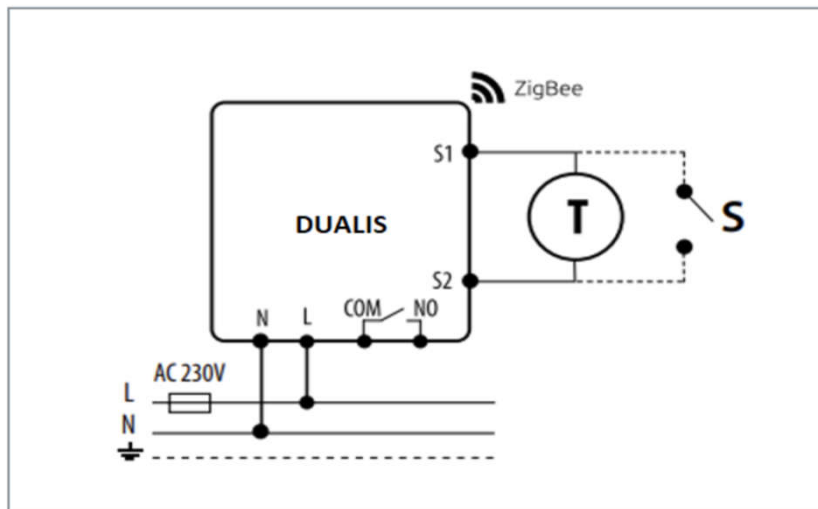 ZigBee
S1
T
S
DUALIS
S2
N L COM NO
AC 230V
L
N